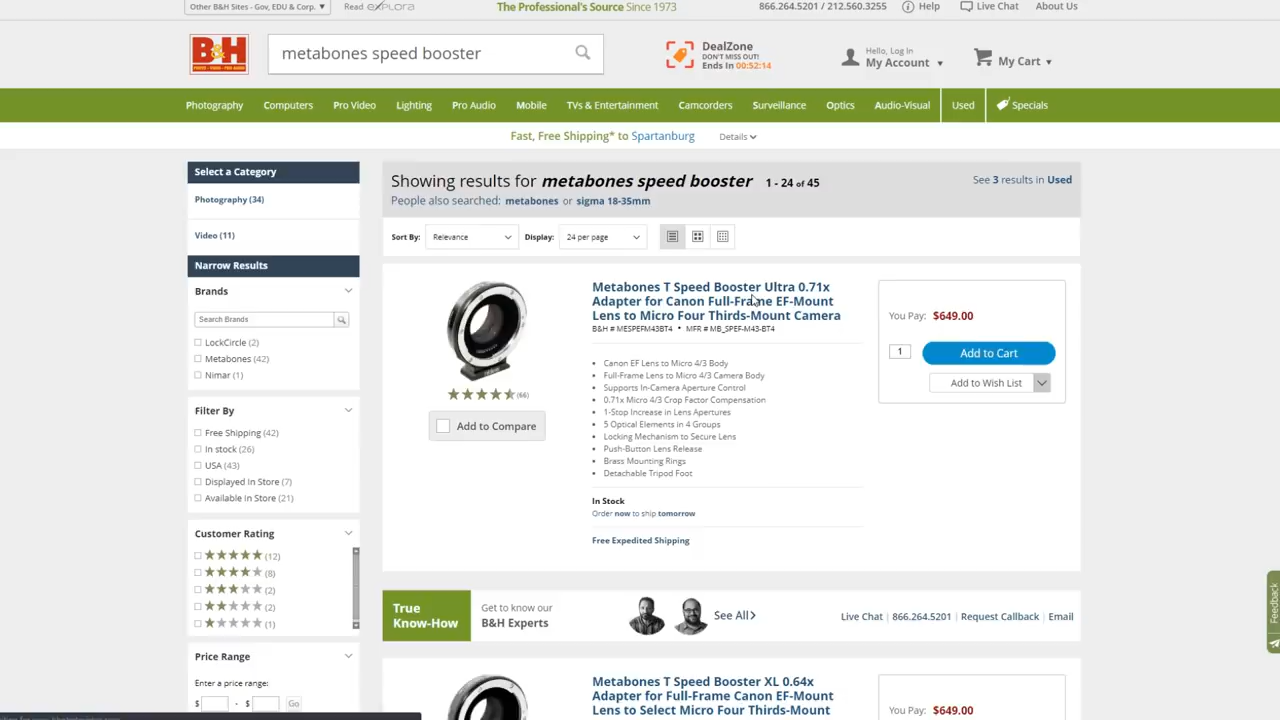 Other B&H Sites - Gov, EDU & Corp. ▼
Read explora
The Professional's Source Since 1973
866.264.5201 / 212.560.3255
Help
Live Chat
About Us
B&H
PHOTO · VIDEO · PRO AUDIO
metabones speed booster
DealZone
DON'T MISS OUT!
Ends In 00:52:14
Hello, Log In
My Account ▼
My Cart ▼
Photography
Computers
Pro Video
Lighting
Pro Audio
Mobile
TVs & Entertainment
Camcorders
Surveillance
Optics
Audio-Visual
Used
Specials
Fast, Free Shipping* to Spartanburg
Details
Select a Category
Photography (34)
Video (11)
Narrow Results
Brands
Search Brands
LockCircle (2)
Metabones (42)
Nimar (1)
Filter By
Free Shipping (42)
In stock (26)
USA (43)
Displayed In Store (7)
Available in Store (21)
Customer Rating
(12)
(8)
(2)
(2)
(1)
Price Range
Enter a price range:
$ - $ Go
Showing results for metabones speed booster 1 - 24 of 45
See 3 results in Used
People also searched: metabones or sigma 18-35mm
Sort By: Relevance
Display: 24 per page
Metabones T Speed Booster Ultra 0.71x
Adapter for Canon Full-Frame EF-Mount
Lens to Micro Four Thirds-Mount Camera
B&H # MESPEFM43BT4 • MFR # MB_SPEF-M43-BT4
• Canon EF Lens to Micro 4/3 Body
• Full-Frame Lens to Micro 4/3 Camera Body
• Supports In-Camera Aperture Control
• 0.71x Micro 4/3 Crop Factor Compensation
• 1-Stop Increase in Lens Apertures
• 5 Optical Elements in 4 Groups
• Locking Mechanism to Secure Lens
• Push-Button Lens Release
• Brass Mounting Rings
• Detachable Tripod Foot
In Stock
Order now to ship tomorrow
Free Expedited Shipping
(66)
Add to Compare
You Pay: $649.00
1
Add to Cart
Add to Wish List
True
Know-How
Get to know our
B&H Experts
See All
Live Chat
866.264.5201
Request Callback
Email
Metabones T Speed Booster XL 0.64x
Adapter for Full-Frame Canon EF-Mount
Lens to Select Micro Four Thirds-Mount
You Pay: $649.00
Feedback